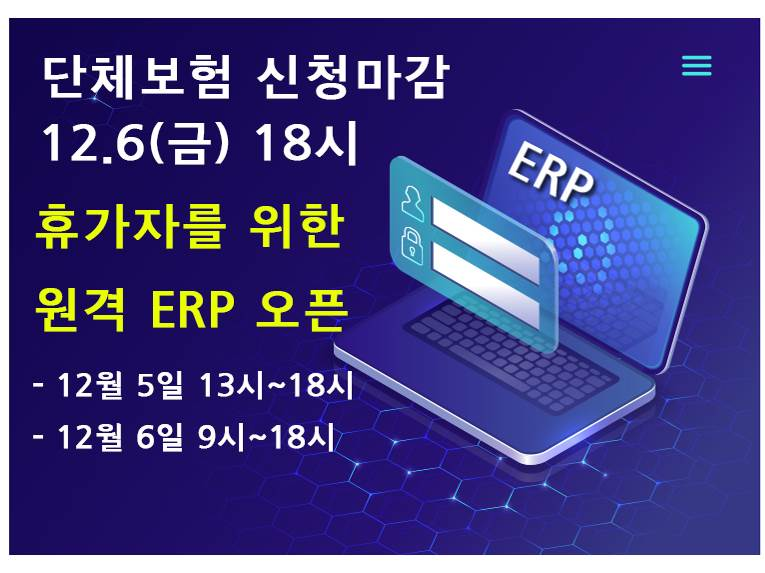 단체보험 신청마감
12.6(금) 18시
휴가자를 위한
원격 ERP 오픈
- 12월 5일 13시~18시
- 12월 6일 9시~18시
ERP